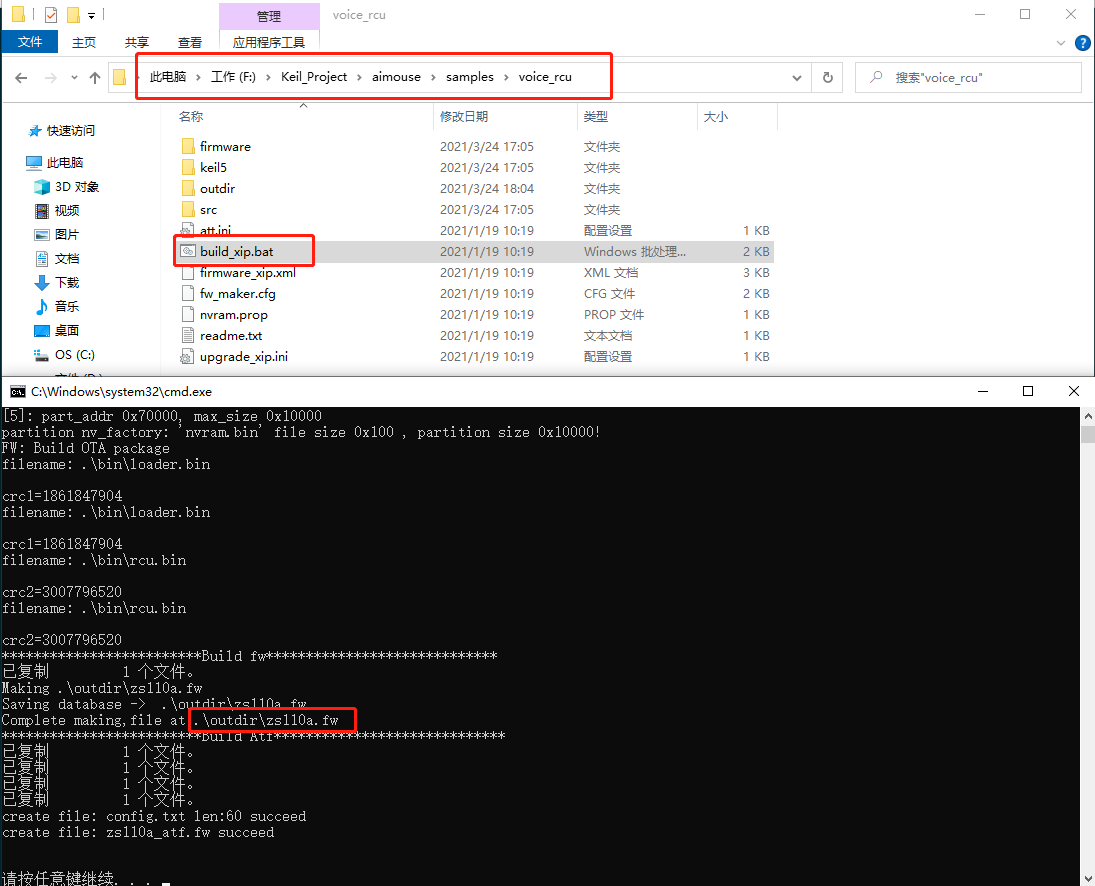 管理
voice_rcu
文件
主页
共享
查看
应用程序工具
此电脑 › 工作 (F:) › Keil_Project › aimouse › samples › voice_rcu
搜索"voice_rcu"
名称 修改日期 类型 大小
快速访问
此电脑
3D 对象
视频
图片
文档
下载
音乐
桌面
OS (C:)
firmware 2021/3/24 17:05 文件夹
keil5 2021/3/24 17:05 文件夹
outdir 2021/3/24 18:04 文件夹
src 2021/3/24 17:05 文件夹
att.ini 2021/1/19 10:19 配置设置 1 KB
build_xip.bat 2021/1/19 10:19 Windows 批处理... 2 KB
firmware_xip.xml 2021/1/19 10:19 XML 文档 3 KB
fw_maker.cfg 2021/1/19 10:19 CFG 文件 2 KB
nvram.prop 2021/1/19 10:19 PROP 文件 1 KB
readme.txt 2021/1/19 10:19 文本文档 1 KB
upgrade_xip.ini 2021/1/19 10:19 配置设置 1 KB
C:\Windows\system32\cmd.exe
[5]: part_addr 0x70000, max_size 0x10000
partition nv_factory: 'nvram.bin' file size 0x100 , partition size 0x10000!
FW: Build OTA package
filename: .\bin\loader.bin
crc1=1861847904
filename: .\bin\loader.bin
crc1=1861847904
filename: .\bin\rcu.bin
crc2=3007796520
filename: .\bin\rcu.bin
crc2=3007796520
*************************Build fw*****************************
已复制 1 个文件。
Making .\outdir\zs110a.fw
Saving database -> .\outdir\zs110a.fw
Complete making,file at .\outdir\zs110a.fw
*************************Build Atf*****************************
已复制 1 个文件。
已复制 1 个文件。
已复制 1 个文件。
已复制 1 个文件。
create file: config.txt len:60 succeed
create file: zs110a_atf.fw succeed
请按任意键继续. . .